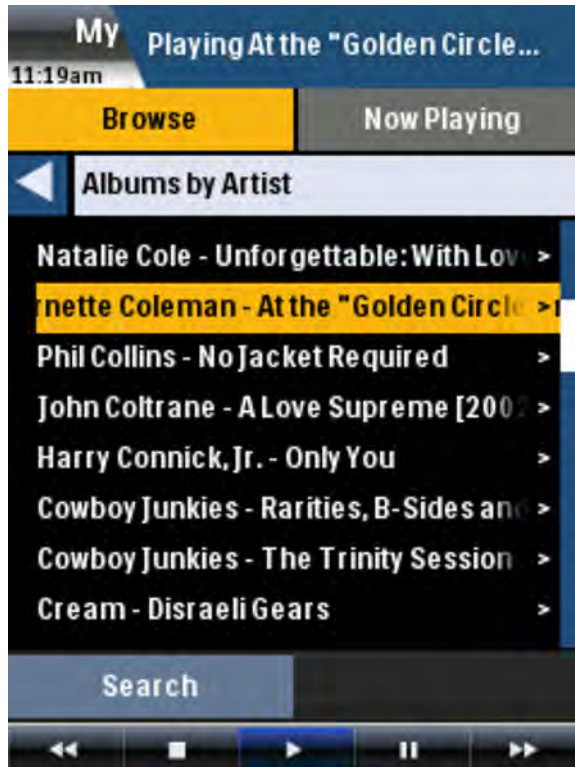 My
Playing At the "Golden Circle...
11:19am
Browse
Now Playing
Albums by Artist
Natalie Cole - Unforgettable: With Lov >
rnette Coleman - At the "Golden Circle >
Phil Collins - No Jacket Required >
John Coltrane - A Love Supreme [200 >
Harry Connick, Jr. - Only You >
Cowboy Junkies - Rarities, B-Sides and >
Cowboy Junkies - The Trinity Session >
Cream - Disraeli Gears >
Search